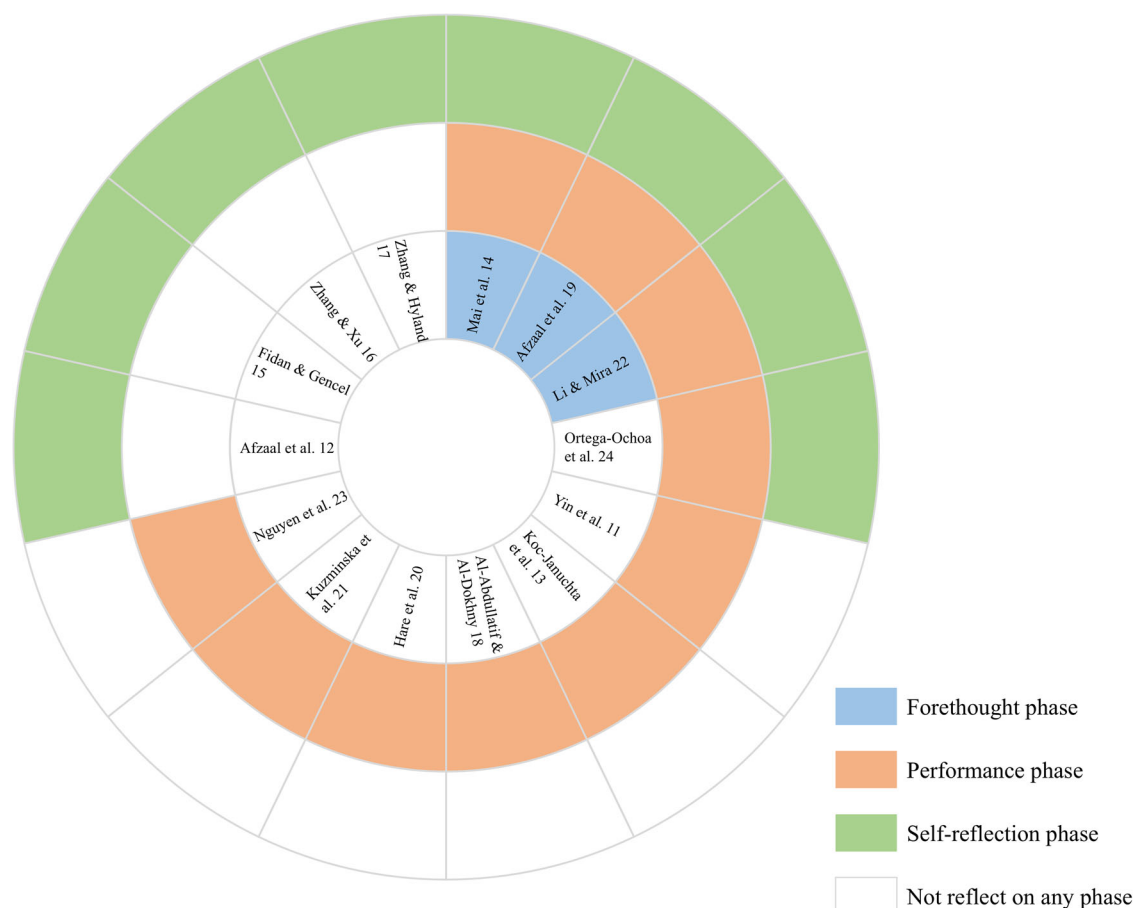 Mai et al. 14
Afzaal et al. 19
Li & Mira 22
Ortega-Ochoa
et al. 24
Yin et al. 11
Koc-Januchta
et al. 13
Al-Abdullatif &
Al-Dokhny 18
Hare et al. 20
Kuzminska et
al. 21
Nguyen et al. 23
Afzaal et al. 12
Fidan & Gencel
15
Zhang & Xu 16
Zhang & Hyland
17
Forethought phase
Performance phase
Self-reflection phase
Not reflect on any phase